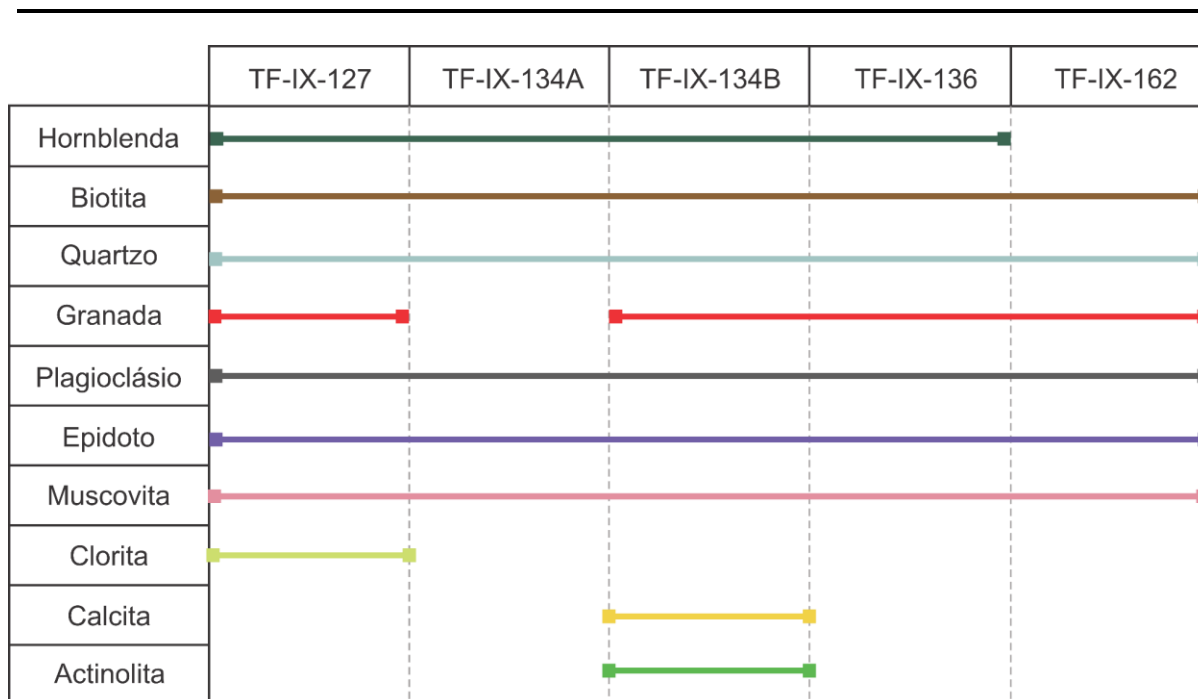 TF-IX-127 TF-IX-134A TF-IX-134B TF-IX-136 TF-IX-162
Hornblenda
Biotita
Quartzo
Granada
Plagioclásio
Epidoto
Muscovita
Clorita
Calcita
Actinolita